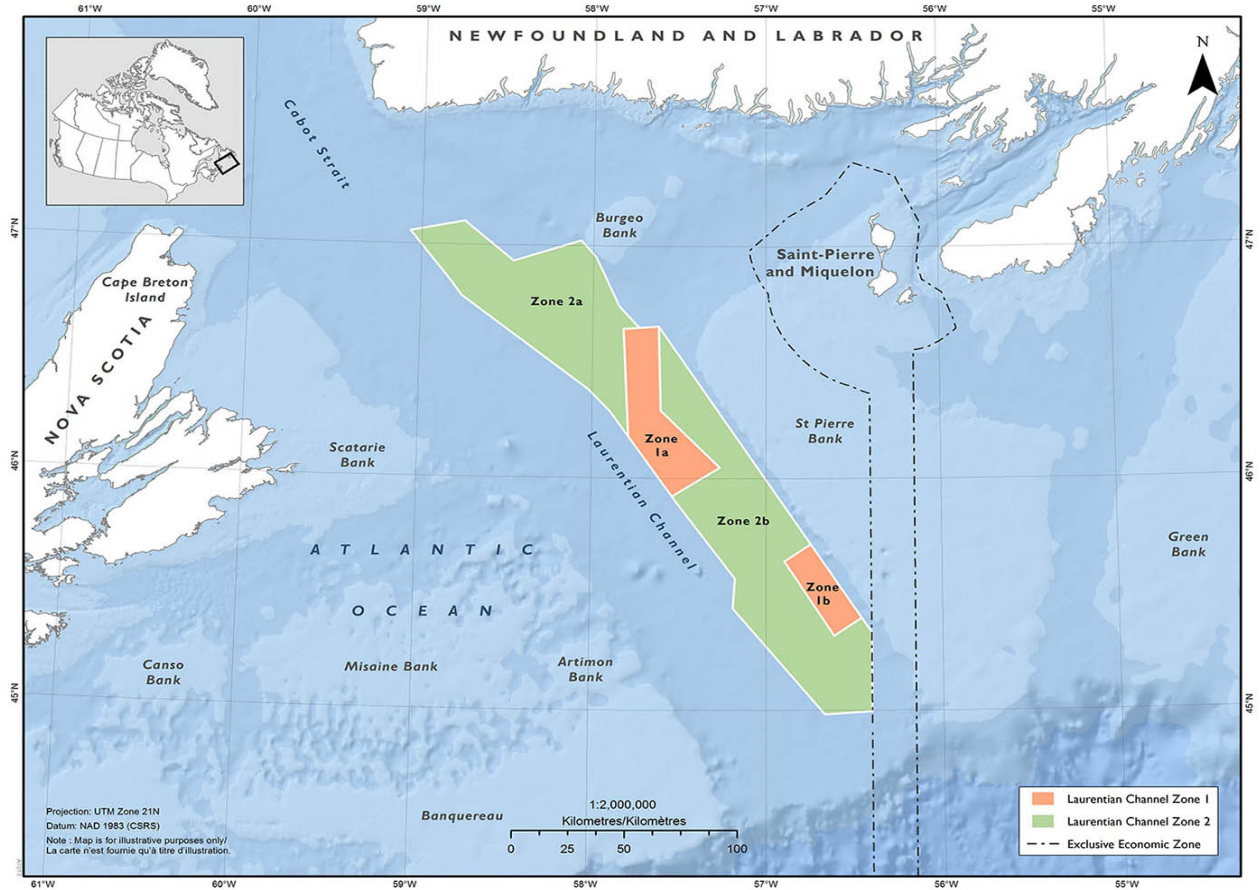 61°W
60°W
59°W
58°W
57°W
56°W
55°W
NEWFOUNDLAND AND LABRADOR
N
Cabot Strait
47°N
47°N
Burgeo
Bank
Saint-Pierre
and Miquelon
Cape Breton
Island
NOVA SCOTIA
Zone 2a
St Pierre
Bank
Zone
1a
Scatarie
Bank
Laurentian Channel
46°N
46°N
Zone 2b
ATLANTIC
OCEAN
Green
Bank
Zone
1b
Canso
Bank
Misaine Bank
Artimon
Bank
45°N
45°N
Banquereau
Projection: UTM Zone 21N
Datum: NAD 1983 (CSRS)
Note : Map is for illustrative purposes only/
La carte n'est fournie qu'à titre d'illustration.
1:2,000,000
Kilometres/Kilomètres
0 25 50 100
Laurentian Channel Zone 1
Laurentian Channel Zone 2
Exclusive Economic Zone
61°W
60°W
59°W
58°W
57°W
56°W
55°W